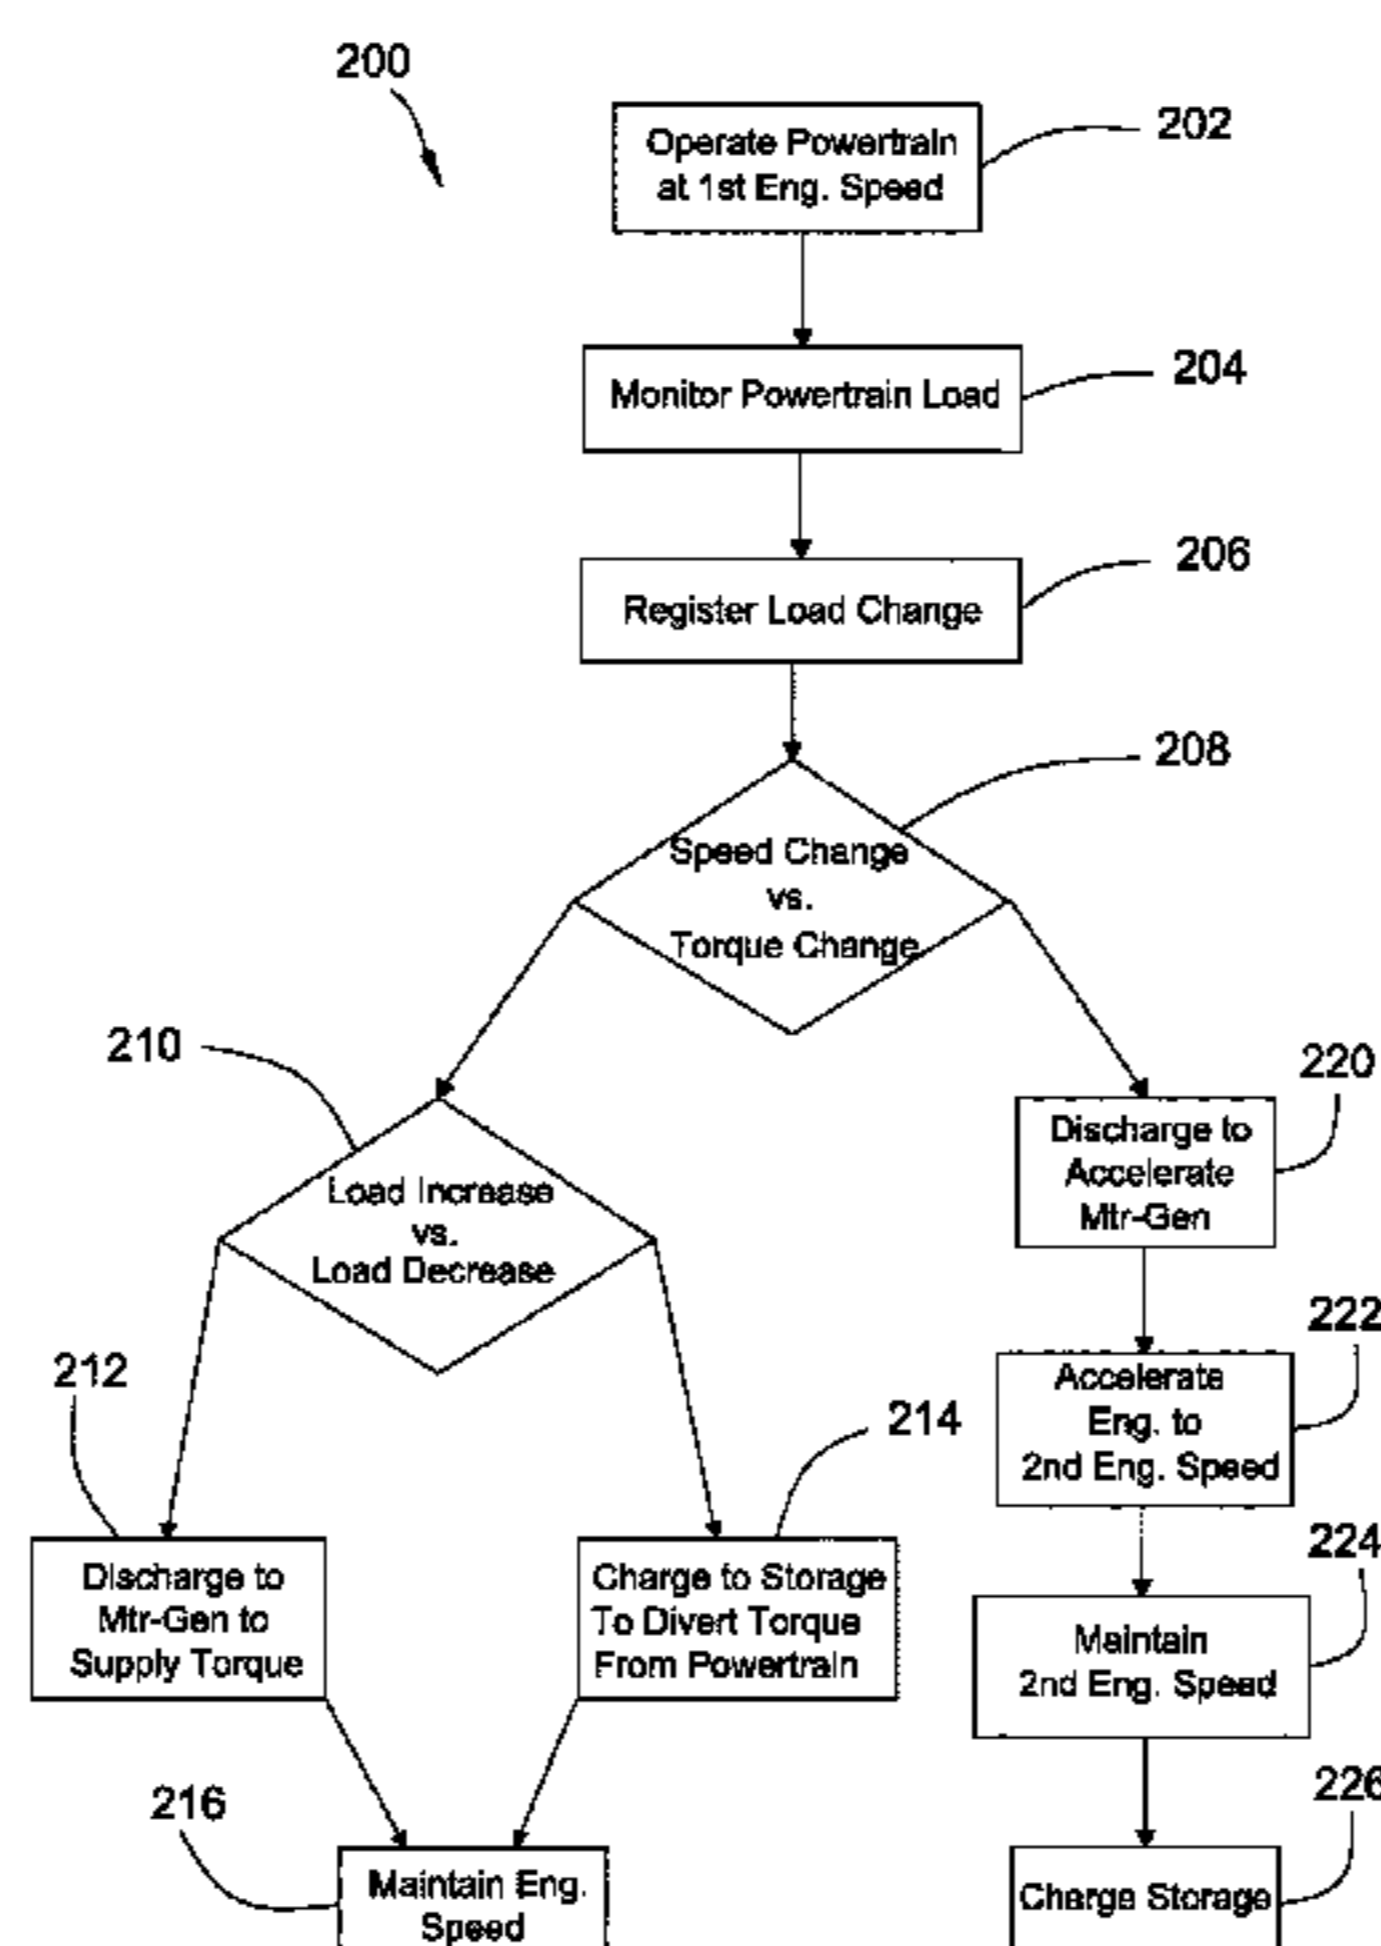 200
Operate Powertrain
at 1st Eng. Speed
202
Monitor Powertrain Load
204
Register Load Change
206
208
Speed Change
vs.
Torque Change
210
Load Increase
vs.
Load Decrease
220
Discharge to
Accelerate
Mtr-Gen
222
Accelerate
Eng. to
2nd Eng. Speed
212
Discharge to
Mtr-Gen to
Supply Torque
214
Charge to Storage
To Divert Torque
From Powertrain
224
Maintain
2nd Eng. Speed
216
Maintain Eng.
Speed
226
Charge Storage